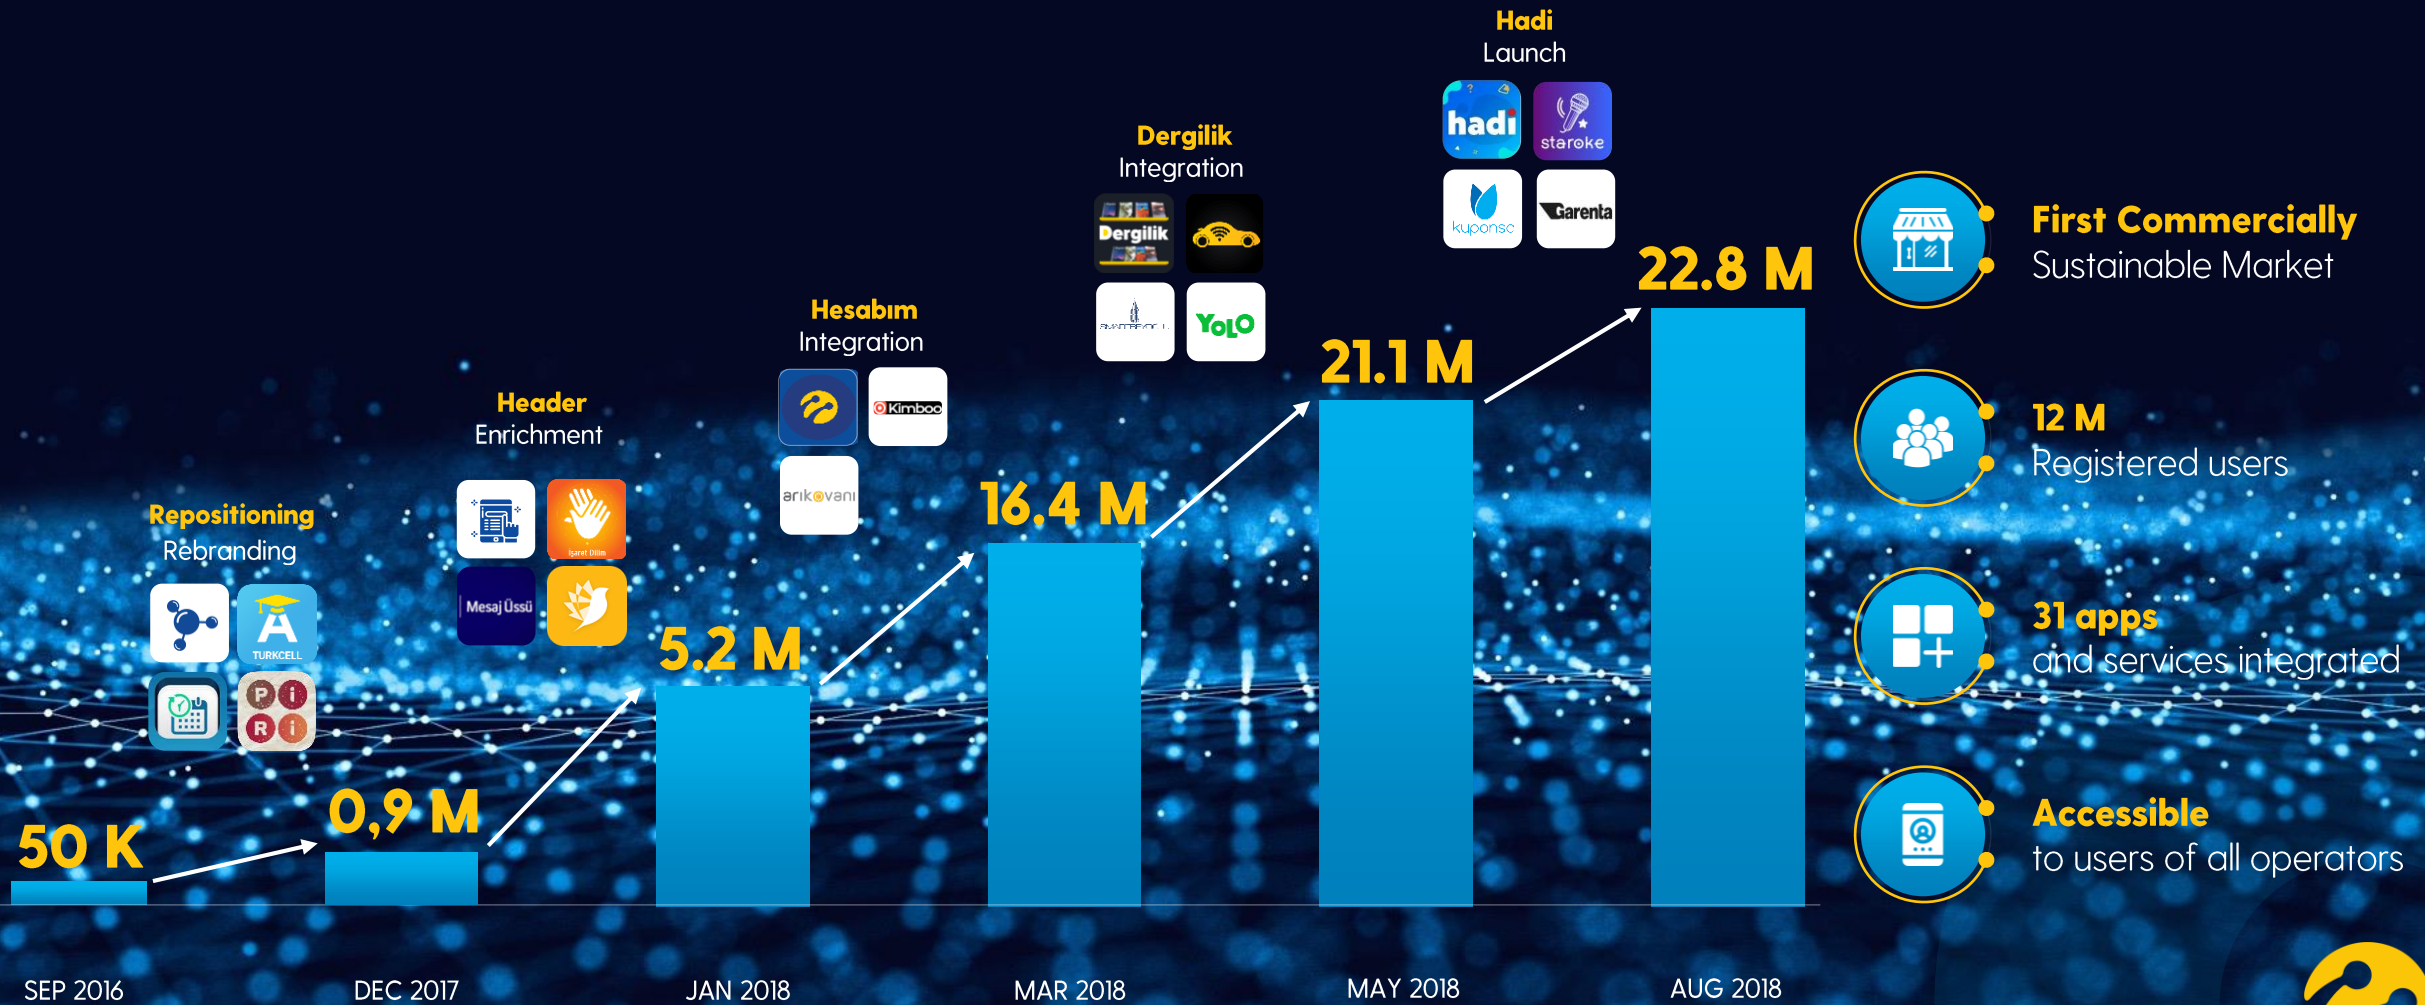 Hadi
Launch
hadi
staroke
kuponsc
Garenta
Dergilik
Integration
Dergilik
YOLO
Hesabım
Integration
Kimboo
arıkovanı
Header
Enrichment
İşaret Dilim
Mesaj Üssü
Repositioning
Rebranding
A
TURKCELL
PiRi
50 K
0,9 M
5.2 M
16.4 M
21.1 M
22.8 M
SEP 2016
DEC 2017
JAN 2018
MAR 2018
MAY 2018
AUG 2018
First Commercially
Sustainable Market
12 M
Registered users
31 apps
and services integrated
Accessible
to users of all operators